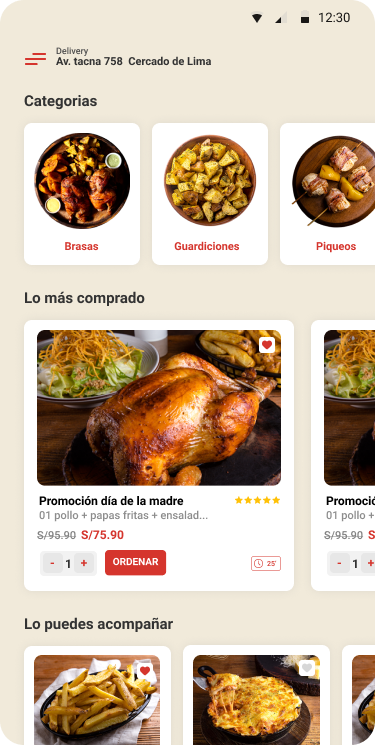 12:30
Delivery
Av. tacna 758 Cercado de Lima
Categorias
Brasas
Guardiciones
Piqueos
Lo más comprado
Promoción día de la madre
01 pollo + papas fritas + ensalad...
S/95.90 S/75.90
- 1 +
ORDENAR
25'
01 pollo +
S/95.90
- 1 +
Lo puedes acompañar